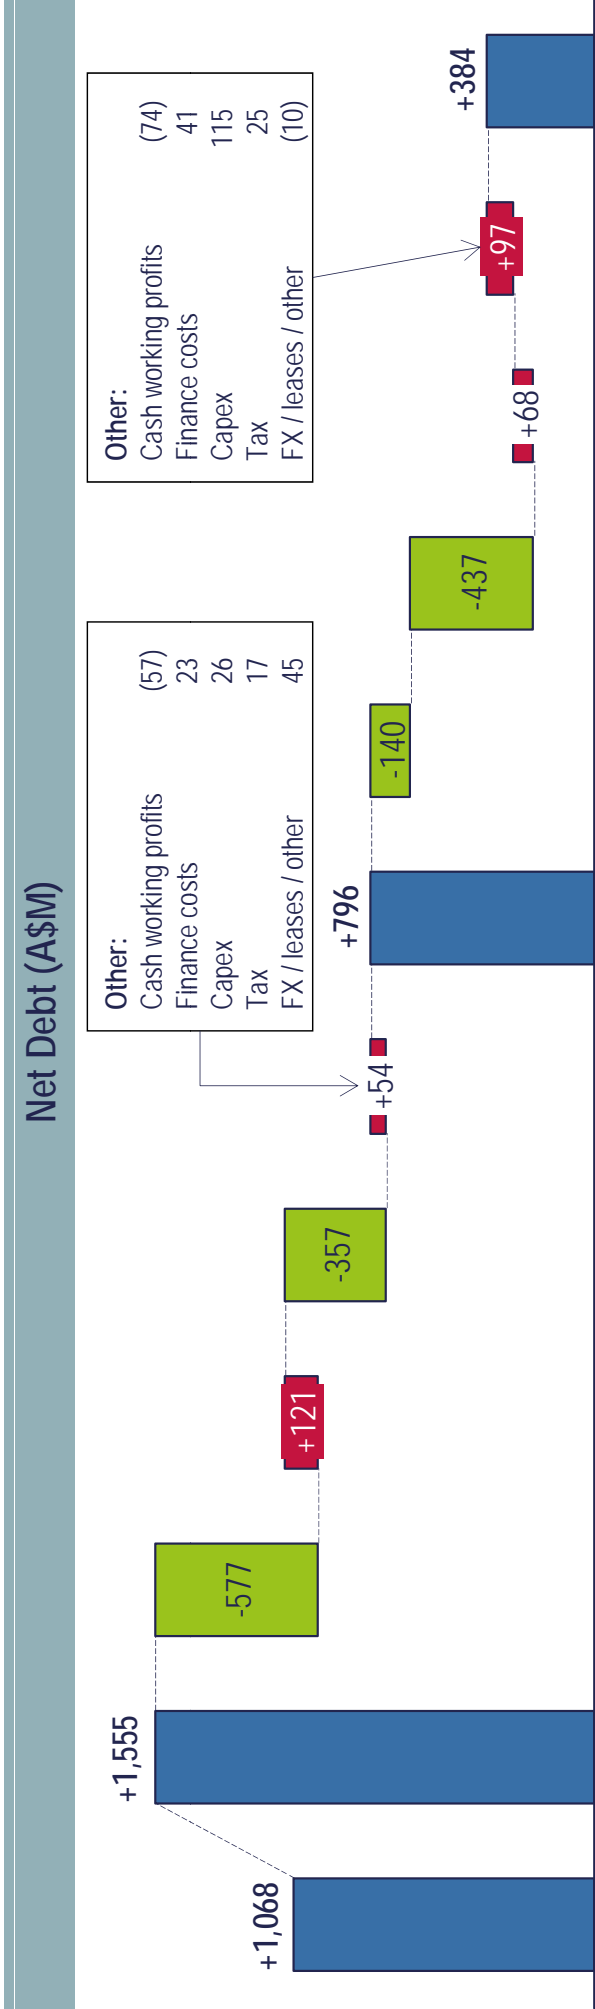 Net Debt (A$M)
+1,068
+1,555
-577
+121
-357
+54
+796
-140
-437
+68
+97
+384
Other:
Cash working profits (57)
Finance costs 23
Capex 26
Tax 17
FX / leases / other 45
Other:
Cash working profits (74)
Finance costs 41
Capex 115
Tax 25
FX / leases / other (10)